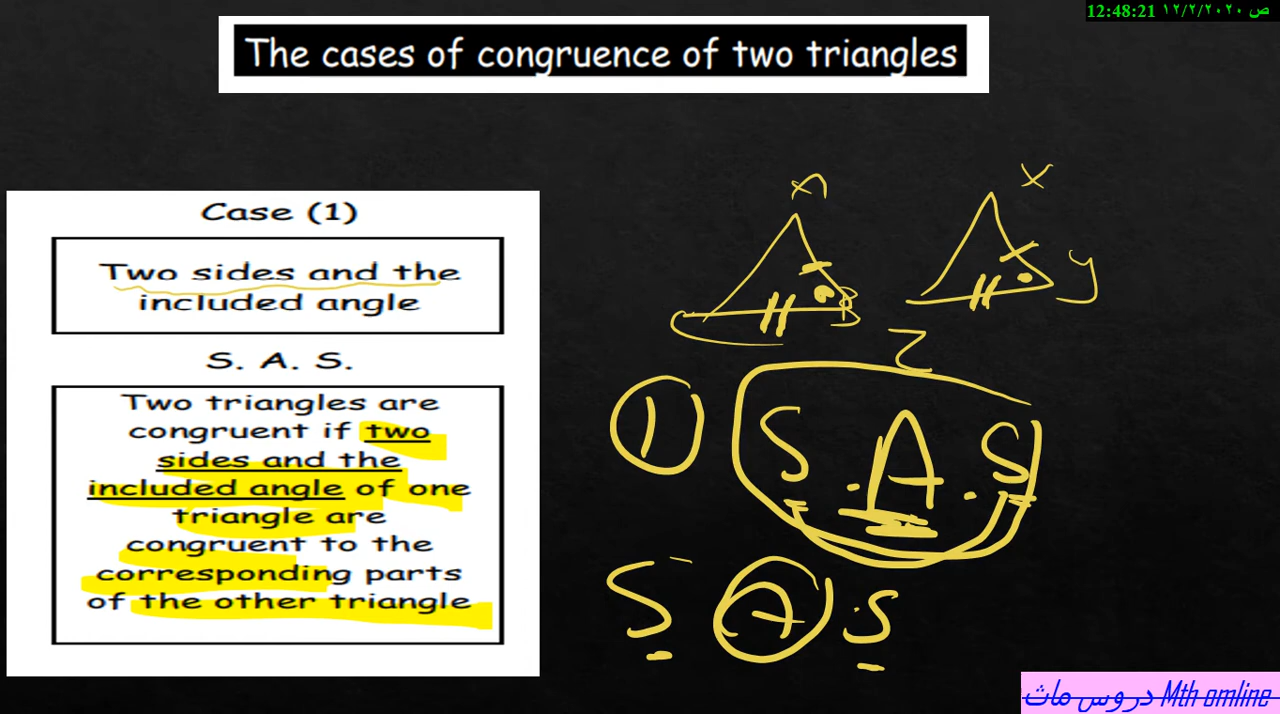 12:48:21 ١٢/٢/٢٠٢٠ ص
The cases of congruence of two triangles
Case (1)
Two sides and the
included angle
S. A. S.
Two triangles are
congruent if two
sides and the
included angle of one
triangle are
congruent to the
corresponding parts
of the other triangle
X
B
y
Z
1 S.A.S
S A S
دروس ماث Mth omline